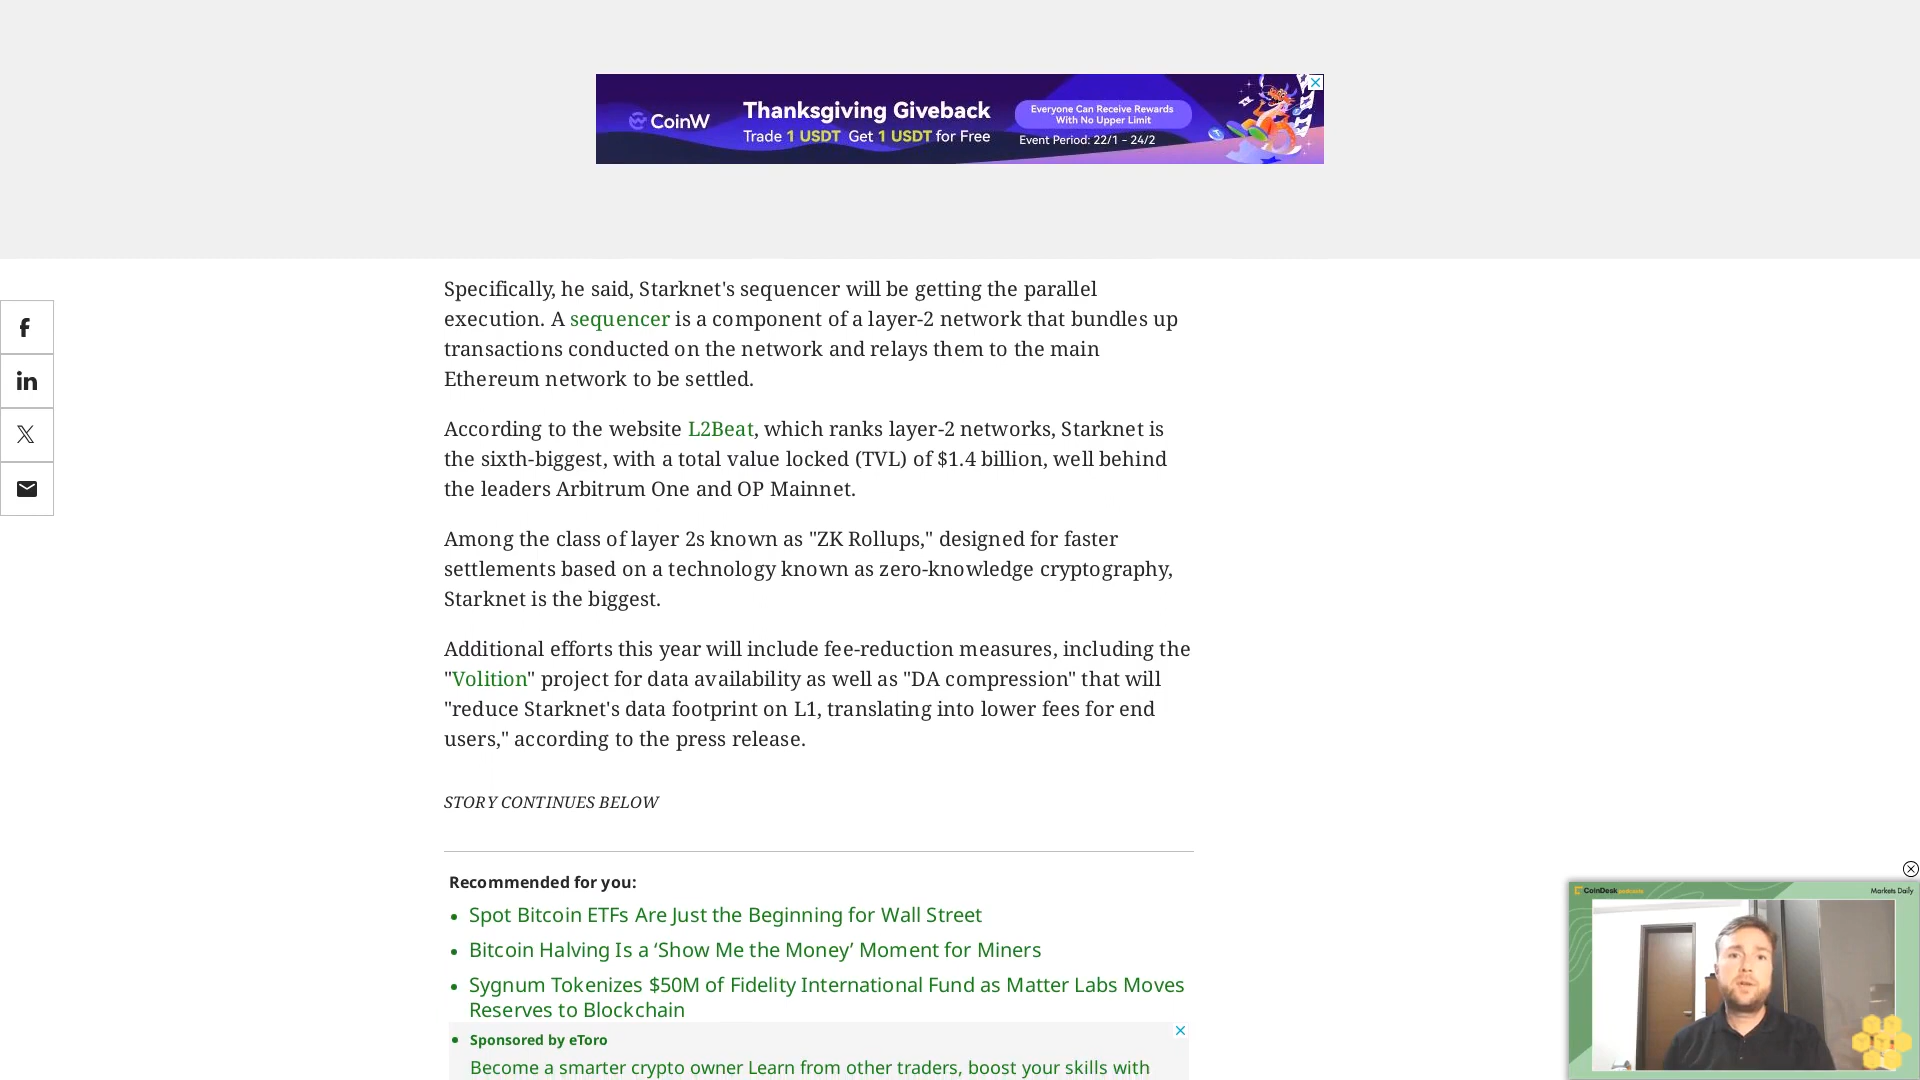 CoinW
Thanksgiving Giveback
Trade 1 USDT Get 1 USDT for Free
Everyone Can Receive Rewards
With No Upper Limit
Event Period: 22/1 - 24/2
Specifically, he said, Starknet's sequencer will be getting the parallel
execution. A sequencer is a component of a layer-2 network that bundles up
transactions conducted on the network and relays them to the main
Ethereum network to be settled.
According to the website L2Beat, which ranks layer-2 networks, Starknet is
the sixth-biggest, with a total value locked (TVL) of $1.4 billion, well behind
the leaders Arbitrum One and OP Mainnet.
Among the class of layer 2s known as "ZK Rollups," designed for faster
settlements based on a technology known as zero-knowledge cryptography,
Starknet is the biggest.
Additional efforts this year will include fee-reduction measures, including the
"Volition" project for data availability as well as "DA compression" that will
"reduce Starknet's data footprint on L1, translating into lower fees for end
users," according to the press release.
STORY CONTINUES BELOW
Recommended for you:
• Spot Bitcoin ETFs Are Just the Beginning for Wall Street
• Bitcoin Halving Is a ‘Show Me the Money’ Moment for Miners
• Sygnum Tokenizes $50M of Fidelity International Fund as Matter Labs Moves
Reserves to Blockchain
• Sponsored by eToro
Become a smarter crypto owner Learn from other traders, boost your skills with
CoinDesk podcasts
Markets Daily